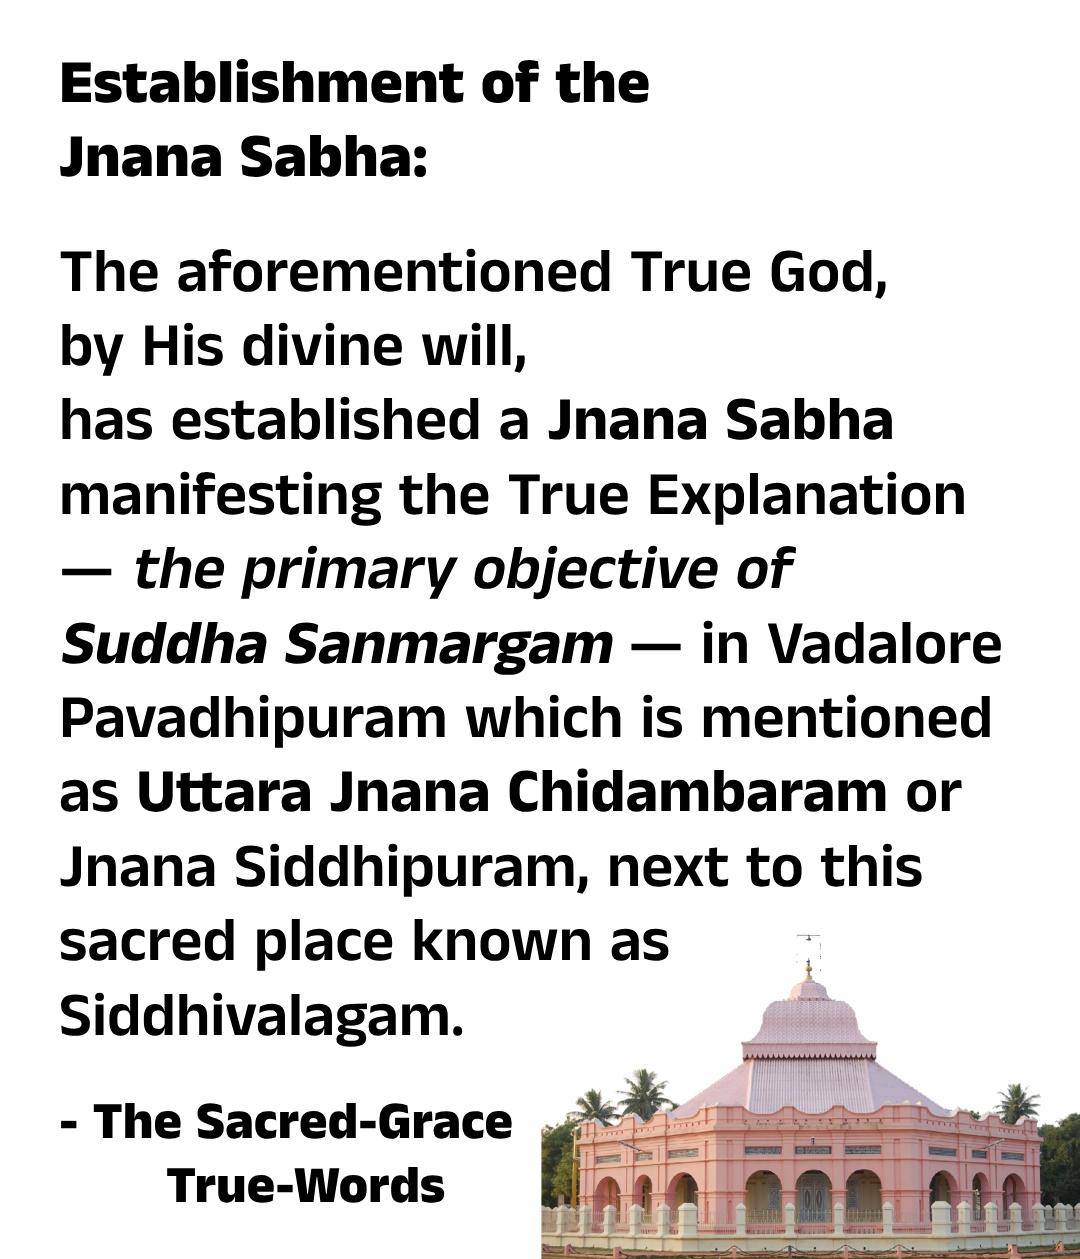 Establishment of the
Jnana Sabha:
The aforementioned True God,
by His divine will,
has established a Jnana Sabha
manifesting the True Explanation
— the primary objective of
Suddha Sanmargam — in Vadalore
Pavadhipuram which is mentioned
as Uttara Jnana Chidambaram or
Jnana Siddhipuram, next to this
sacred place known as
Siddhivalagam.
- The Sacred-Grace
True-Words